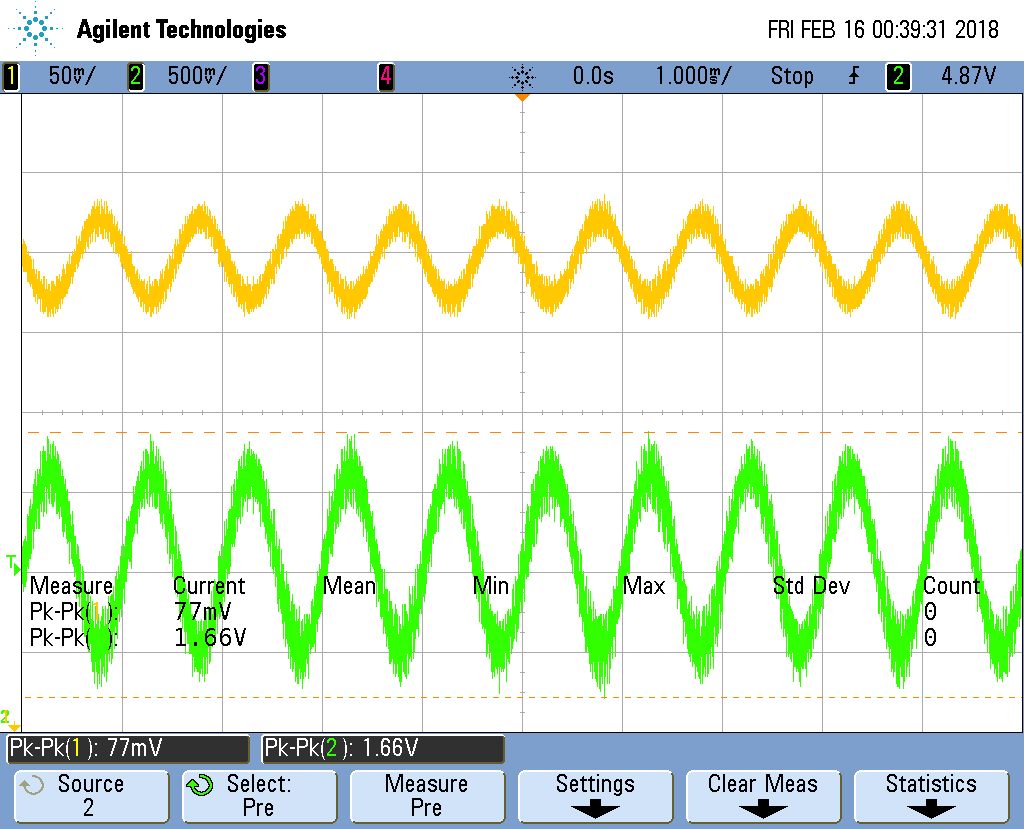 Agilent Technologies FRI FEB 16 00:39:31 2018
1 50mV/ 2 500mV/ 3 4 0.0s 1.000ms/ Stop 2 4.87V
T
Measure Current Mean Min Max Std Dev Count
Pk-Pk(1): 77mV 0
Pk-Pk( ): 1.66V 0
2
Pk-Pk(1): 77mV Pk-Pk(2): 1.66V
Source Select: Measure Settings Clear Meas Statistics
2 Pre Pre